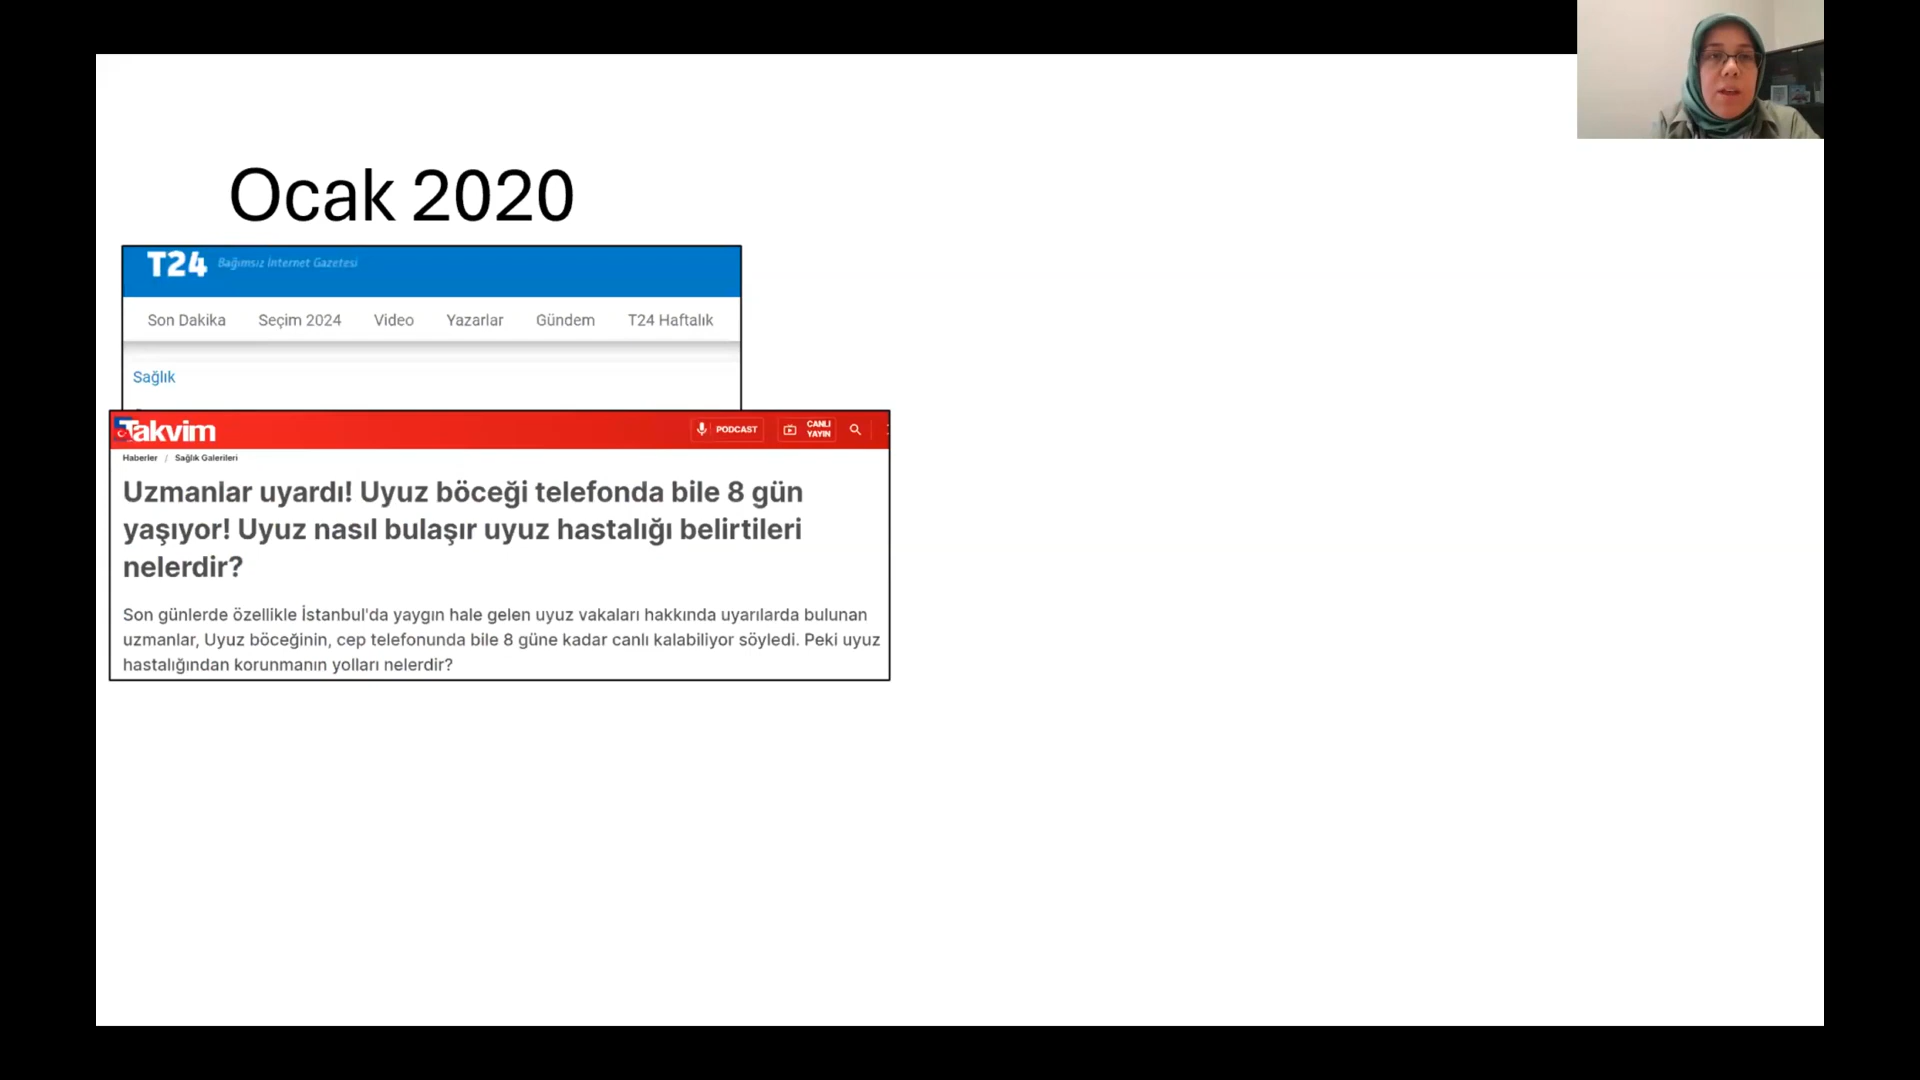 Ocak 2020
T24 Bağımsız İnternet Gazetesi
Son Dakika Seçim 2024 Video Yazarlar Gündem T24 Haftalık
Sağlık
Takvim PODCAST CANLI YAYIN
Haberler / Sağlık Galerileri
Uzmanlar uyardı! Uyuz böceği telefonda bile 8 gün
yaşıyor! Uyuz nasıl bulaşır uyuz hastalığı belirtileri
nelerdir?
Son günlerde özellikle İstanbul'da yaygın hale gelen uyuz vakaları hakkında uyarılarda bulunan
uzmanlar, Uyuz böceğinin, cep telefonunda bile 8 güne kadar canlı kalabiliyor söyledi. Peki uyuz
hastalığından korunmanın yolları nelerdir?